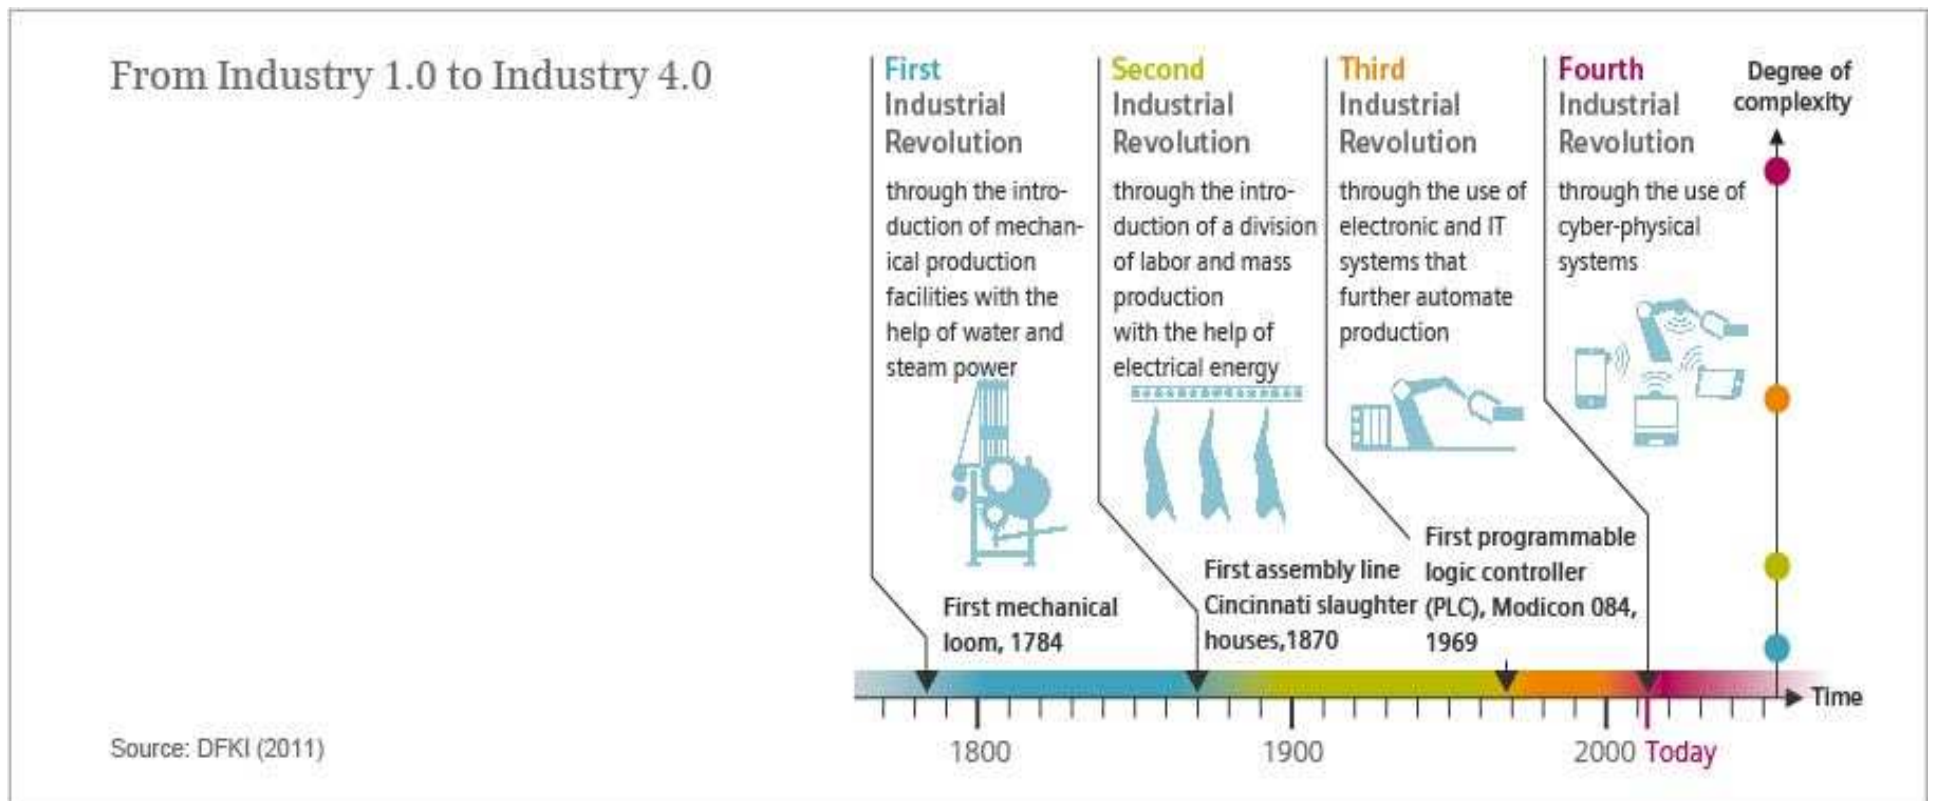 From Industry 1.0 to Industry 4.0
First
Industrial
Revolution
through the intro-
duction of mechan-
ical production
facilities with the
help of water and
steam power
First mechanical
loom, 1784
Second
Industrial
Revolution
through the intro-
duction of a division
of labor and mass
production
with the help of
electrical energy
First assembly line
Cincinnati slaughter
houses,1870
Third
Industrial
Revolution
through the use of
electronic and IT
systems that
further automate
production
First programmable
logic controller
(PLC), Modicon 084,
1969
Fourth
Industrial
Revolution
through the use of
cyber-physical
systems
Degree of
complexity
Time
1800
1900
2000
Today
Source: DFKI (2011)